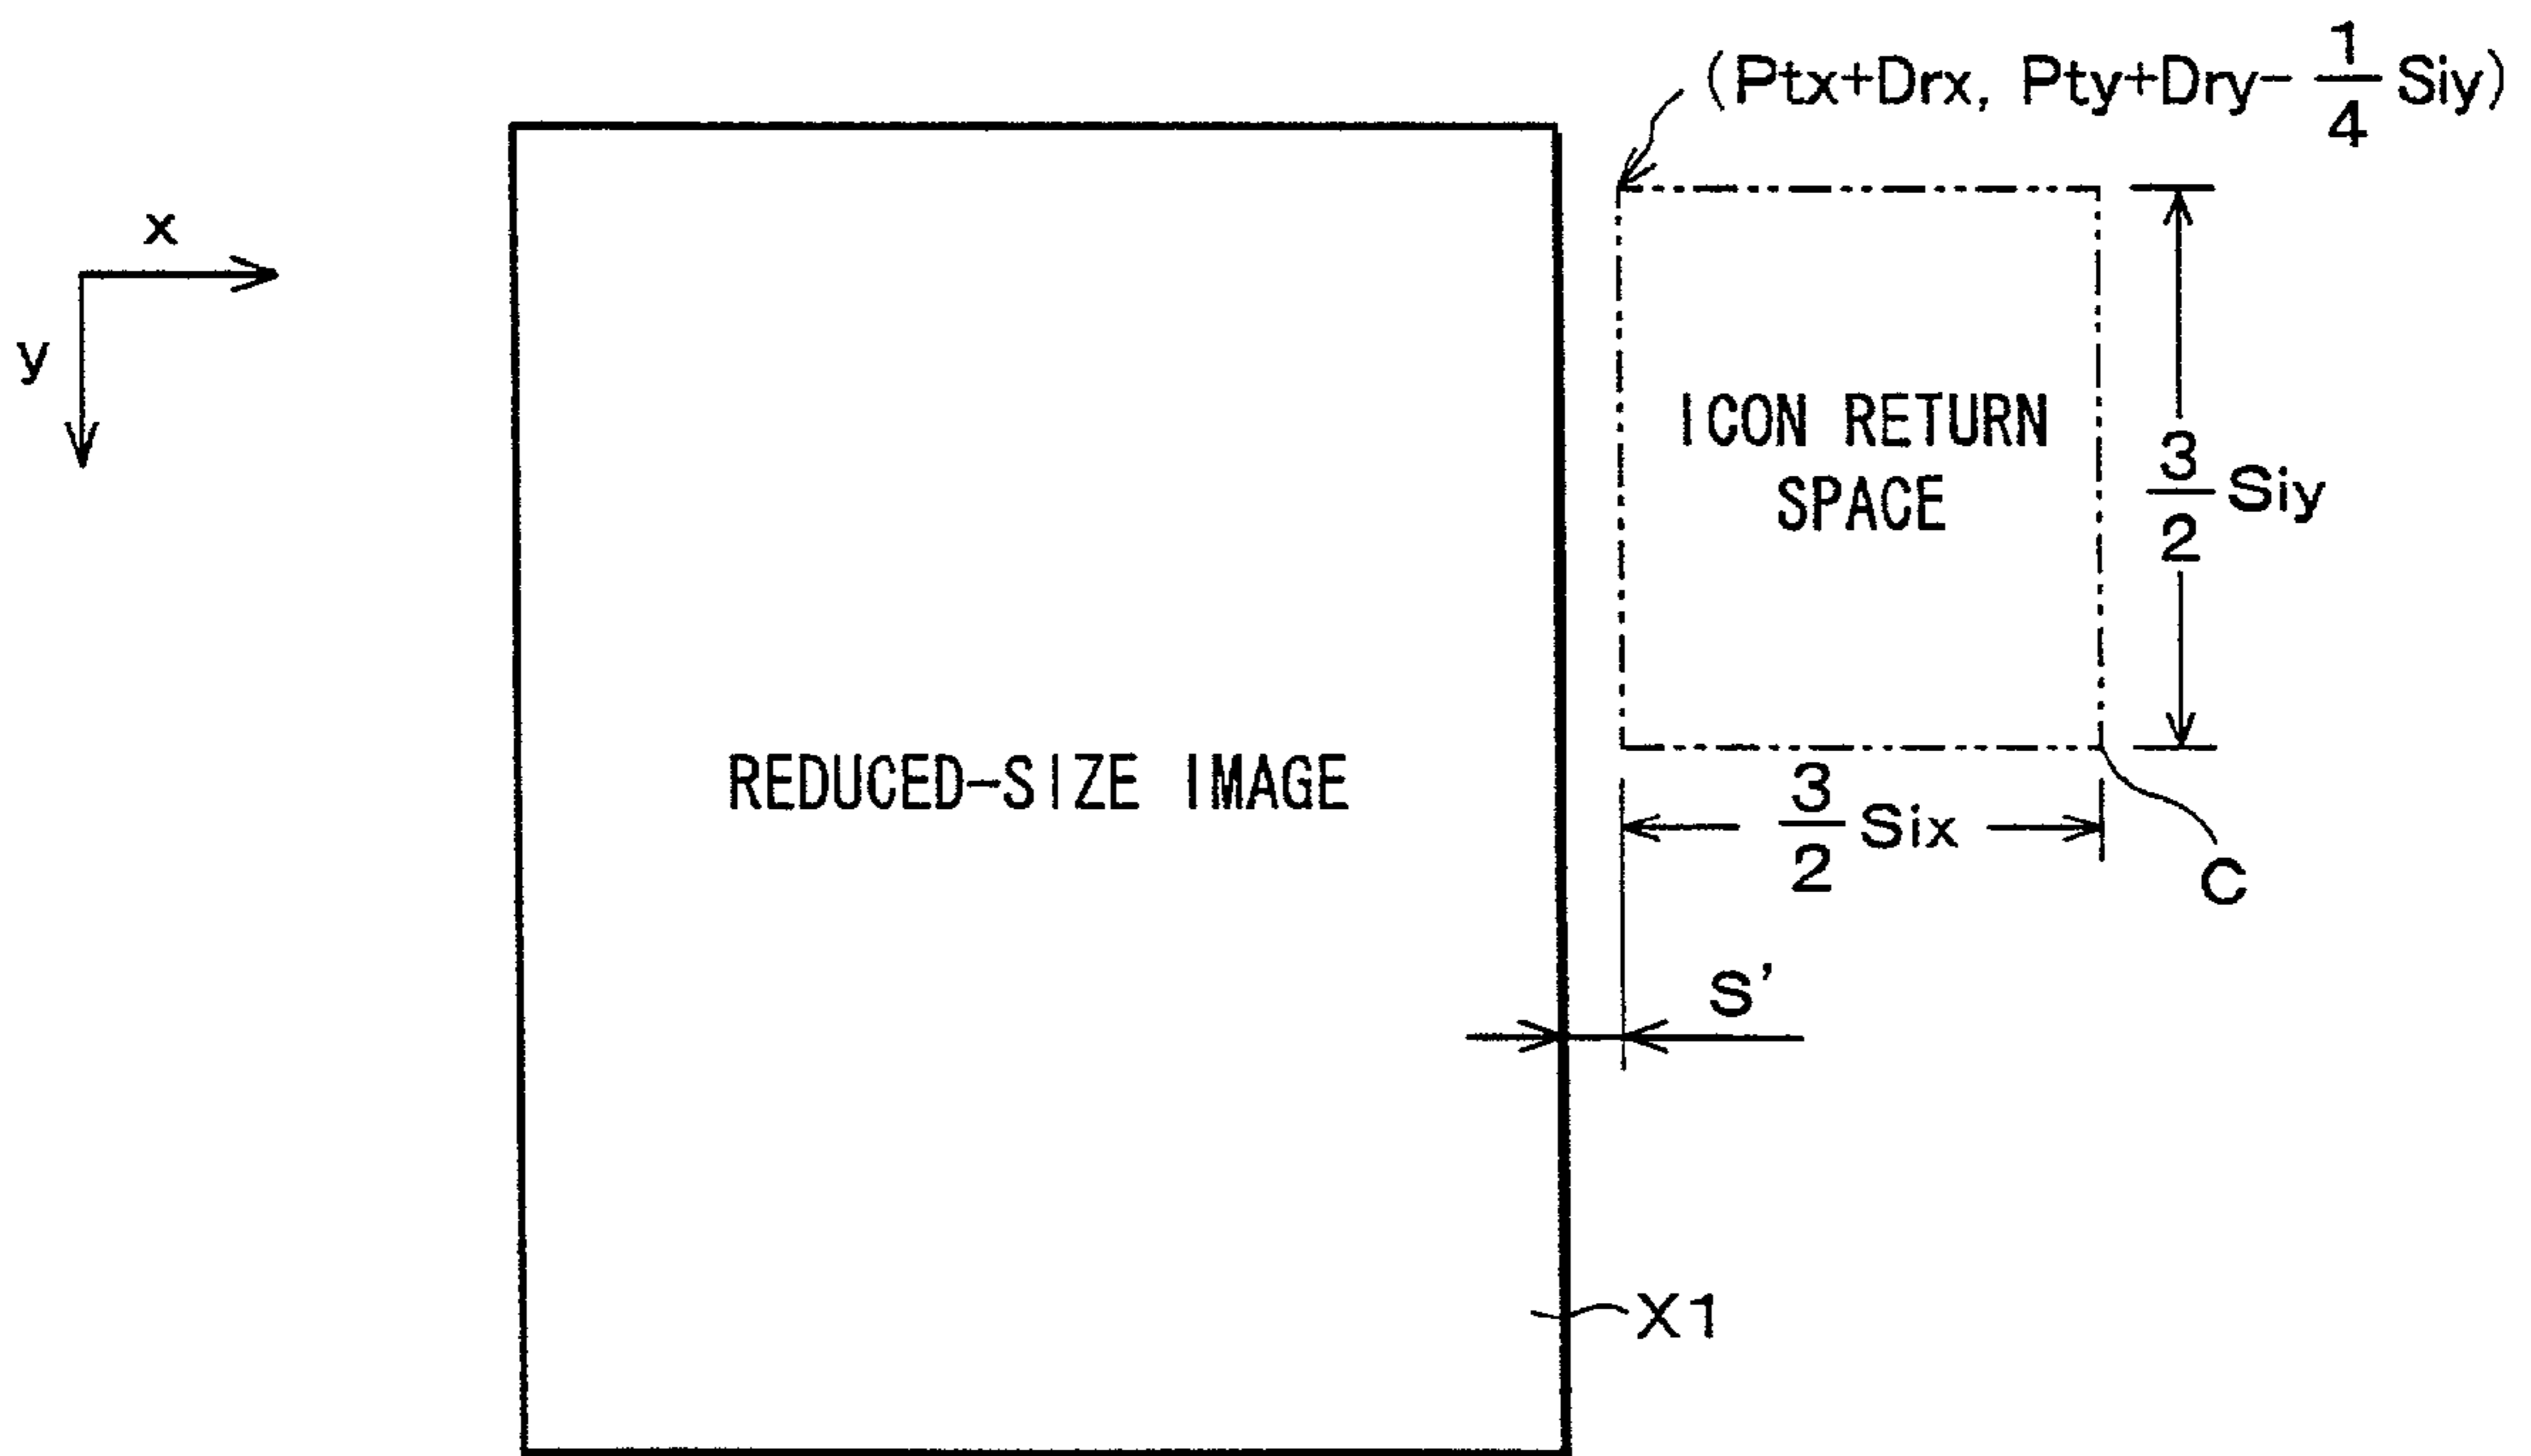 (Ptx+Drx, Pty+Dry- 1/4 Siy)
x
y
ICON RETURN
SPACE
3/2 Siy
REDUCED-SIZE IMAGE
3/2 Six
C
S'
X1